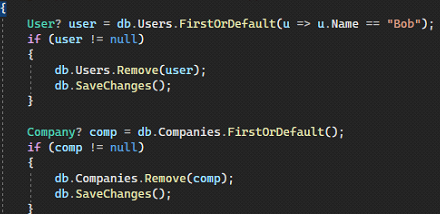 {
User? user = db.Users.FirstOrDefault(u => u.Name == "Bob");
if (user != null)
{
db.Users.Remove(user);
db.SaveChanges();
}
Company? comp = db.Companies.FirstOrDefault();
if (comp != null)
{
db.Companies.Remove(comp);
db.SaveChanges();
}